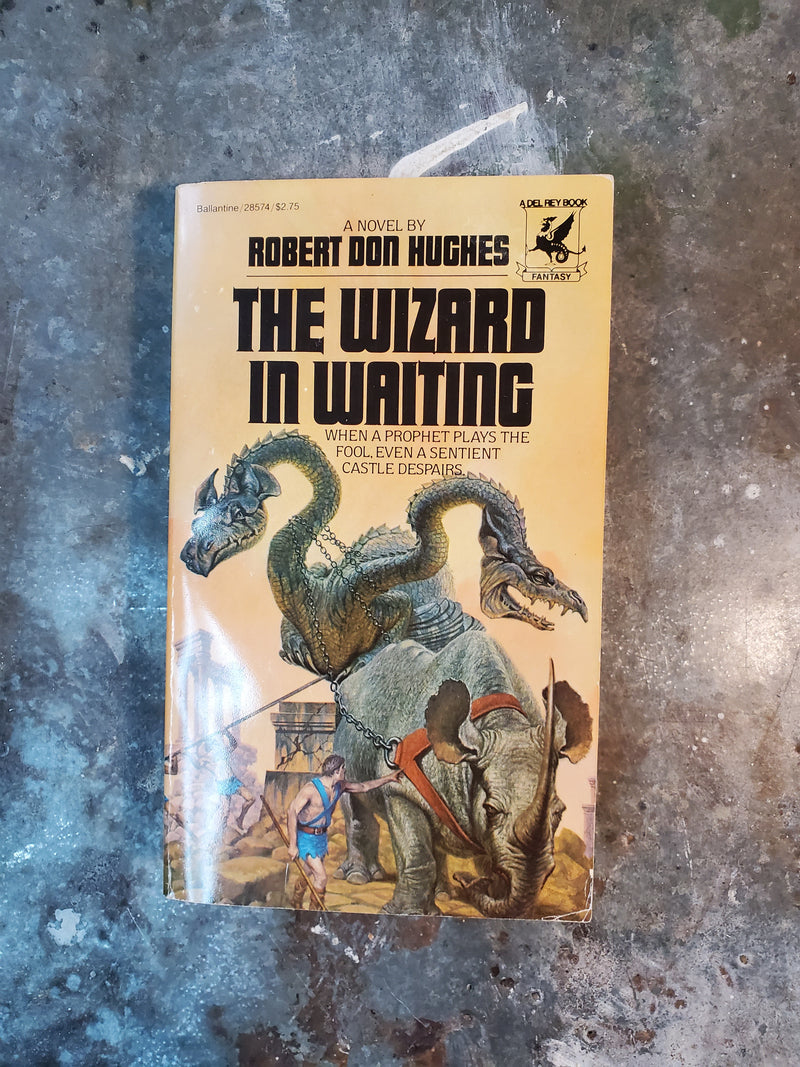 Ballantine/28574/$2.75
A DEL REY BOOK
FANTASY
A NOVEL BY
ROBERT DON HUGHES
THE WIZARD
IN WAITING
WHEN A PROPHET PLAYS THE
FOOL, EVEN A SENTIENT
CASTLE DESPAIRS.